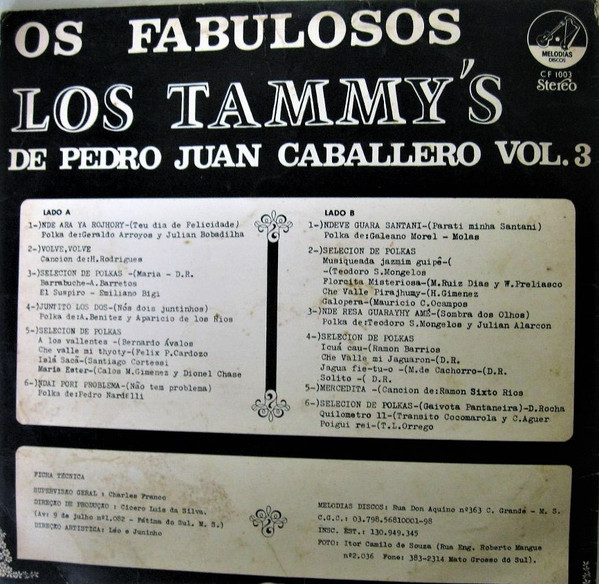 OS FABULOSOS
MELODIAS
DISCOS
CF 1003
Stereo
LOS TAMMY'S
DE PEDRO JUAN CABALLERO VOL. 3
LADO A
1-)NDE ARA YA ROJHORY-(Teu dia de Felicidade)
Polka de:Geraldo Arroyos y Julian Bobadilha
2-)VOLVE,VOLVE
Cancion de:H.Rodrigues
3-)SELECION DE POLKAS -(Maria - D.R.
Barrabuche-A.Barretos
El Suspiro - Emiliano Bigi
4-)JUNTITO LOS DOS-(Nós dois juntinhos)
Polka de:A.Benitez y Aparicio de los Rios
5-)SELECION DE POLKAS
A los vallentes -(Bernardo Avalos
Che valle mi thyoty-(Felix P.Cardozo
Isla Sacã-(Santiago Cortessi
Maria Ester-(Calos M.Gimenez y Dionel Chase
6-)NDAI PORI PROBLEMA-(Não tem problema)
Polka de:Pedro Nardelli
LADO B
1-)NDEVE GUARA SANTANI-(Parati minha Santani)
Polka de:Galeano Morel - Molas
2-)SELECION DE POLKAS
Musiqueada jazmim guipê-(
-(Teodoro S.Mongelos
Florcita Misteriosa-(M.Ruiz Dias y W.Preliasco
Che Valle Pirajhumy-(H.Gimenez
Galopera-(Mauricio C.Ocampos
3-)NDE RESA GUARAYHY AMÉ-(Sombra dos Olhos)
Polka de:Teodoro S.Mongelos y Julian Alarcon
4-)SELECION DE POLKAS
Icuá cau-(Ramon Barrios
Che Valle mi Jaguaron-(D.R.
Jagua fie-tu-o -(M.de Cachorro-(D.R.
Solito -( D.R.
5-)MERCEDITA -(Cancion de:Ramon Sixto Rios
6-)SELECION DE POLKAS-(Gaivota Pantaneira)-D.Rocha
Quilometro 11-(Transito Cocomarola y C.Aguer
Poigui rei-(T.L.Orrego
FICHA TÉCNICA
SUPERVISÃO GERAL : Charles Franco
DIREÇÃO DE PRODUÇÃO : Cícero Luis da Silva.
(Av: 9 de julho nº1.082 - Fátima do Sul. M. S.)
DIREÇÃO ARTISTICA: Léo e Juninho
MELODIAS DISCOS: Rua Don Aquino nº363 C. Grande - M. S.
C.G.C.: 03.798.56810001-98
INSC. EST.: 130.949.345
FOTO: Itor Camilo de Souza (Rua Eng. Roberto Mangue
nº2.036 Fone: 383-2314 Mato Grosso do Sul).